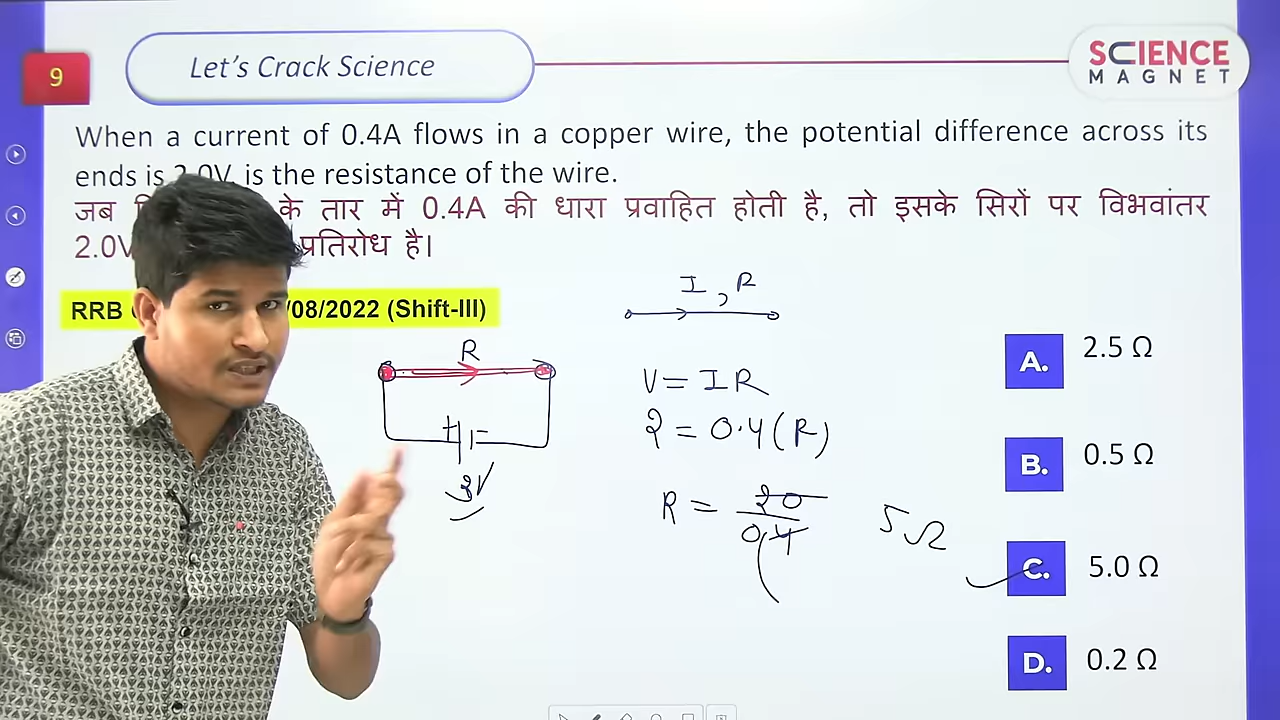 9
Let's Crack Science
SCIENCE
MAGNET
When a current of 0.4A flows in a copper wire, the potential difference across its
ends is 2.0V, is the resistance of the wire.
जब के तार में 0.4A की धारा प्रवाहित होती है, तो इसके सिरों पर विभवांतर
2.0V प्रतिरोध है।
RRB /08/2022 (Shift-III)
I , R
R
V = IR
2 = 0.4 (R)
R = 20
0.4
5Ω
A. 2.5 Ω
B. 0.5 Ω
C. 5.0 Ω
D. 0.2 Ω
+ -